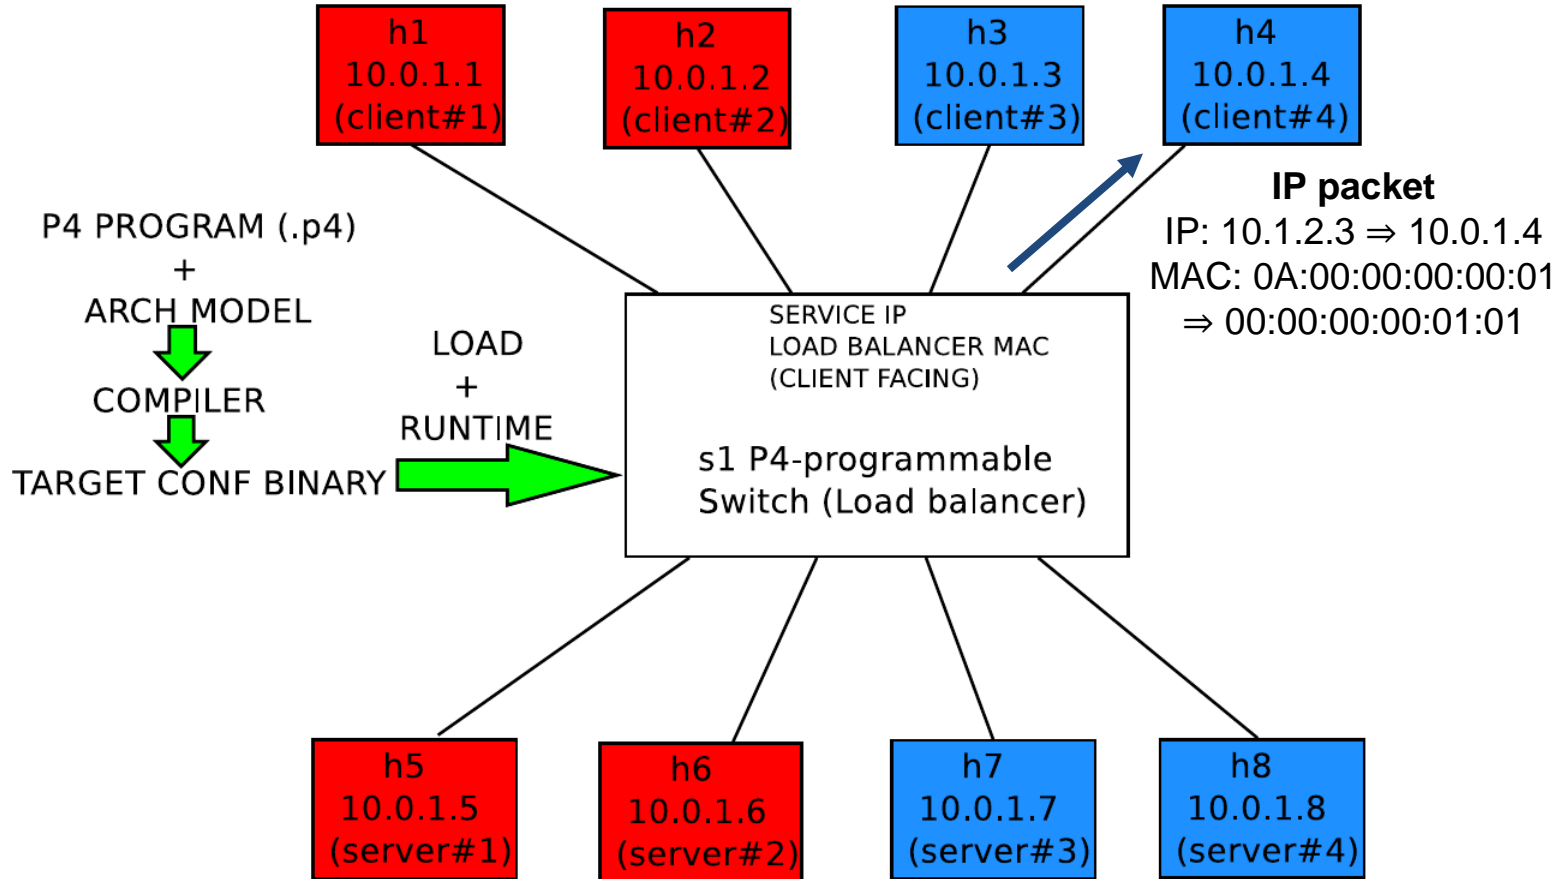 h1
10.0.1.1
(client#1)
h2
10.0.1.2
(client#2)
h3
10.0.1.3
(client#3)
h4
10.0.1.4
(client#4)
IP packet
IP: 10.1.2.3 ⇒ 10.0.1.4
MAC: 0A:00:00:00:00:01
⇒ 00:00:00:00:01:01
P4 PROGRAM (.p4)
+
ARCH MODEL
COMPILER
TARGET CONF BINARY
LOAD
+
RUNTIME
SERVICE IP
LOAD BALANCER MAC
(CLIENT FACING)
s1 P4-programmable
Switch (Load balancer)
h5
10.0.1.5
(server#1)
h6
10.0.1.6
(server#2)
h7
10.0.1.7
(server#3)
h8
10.0.1.8
(server#4)